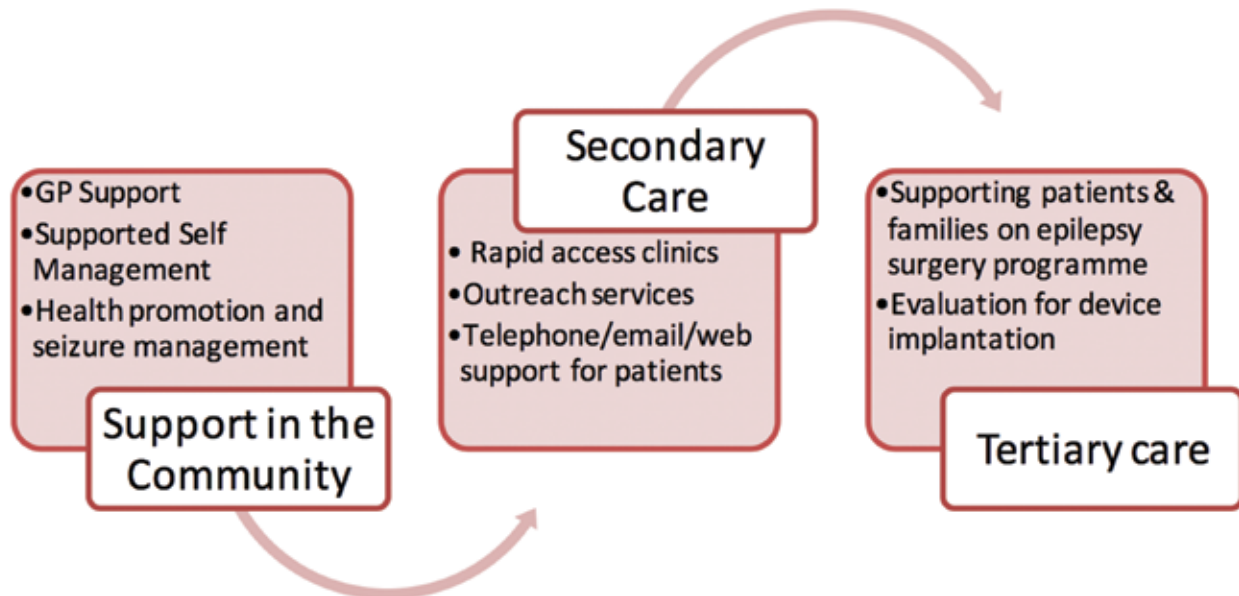 •GP Support
•Supported Self
Management
•Health promotion and
seizure management
Support in the
Community
Secondary
Care
• Rapid access clinics
•Outreach services
•Telephone/email/web
support for patients
•Supporting patients &
families on epilepsy
surgery programme
•Evaluation for device
implantation
Tertiary care